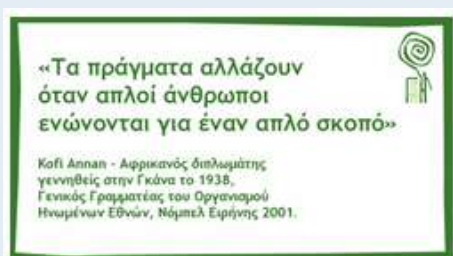 «Τα πράγματα αλλάζουν
όταν απλοί άνθρωποι
ενώνονται για έναν απλό σκοπό»
Kofi Annan - Αφρικανός διπλωμάτης
γεννηθείς στην Γκάνα το 1938,
Γενικός Γραμματέας του Οργανισμού
Ηνωμένων Εθνών, Νόμπελ Ειρήνης 2001.